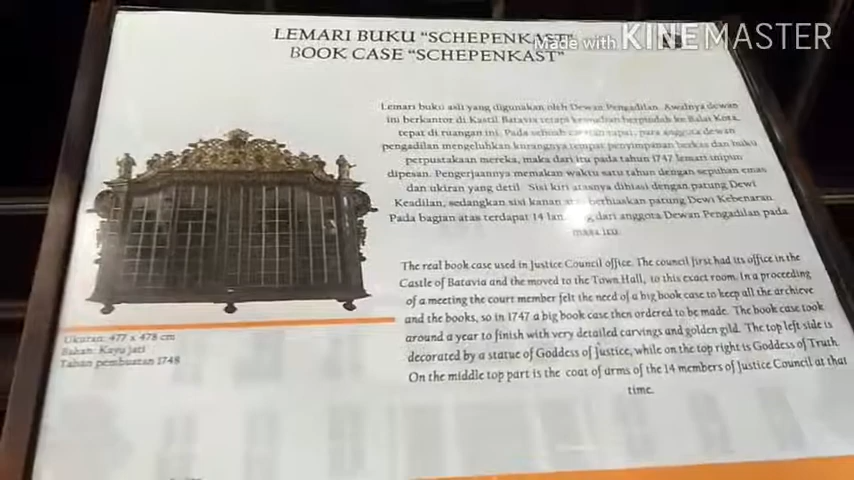 LEMARI BUKU "SCHEPENKAST"
BOOK CASE "SCHEPENKAST"
Made with KINEMASTER
Lemari buku asli yang digunakan oleh Dewan Pengadilan. Awalnya dewan
ini berkantor di Kastil Batavia tetapi kemudian berpindah ke Balai Kota,
tepat di ruangan ini. Pada sebuah catatan rapat, para anggota dewan
pengadilan mengeluhkan kurangnya tempat penyimpanan berkas dan buku
perpustakaan mereka, maka dari itu pada tahun 1747 lemari inipun
dipesan. Pengerjaannya memakan waktu satu tahun dengan sepuhan emas
dan ukiran yang detil. Sisi kiri atasnya dihiasi dengan patung Dewi
Keadilan, sedangkan sisi kanan atas berhiaskan patung Dewi Kebenaran.
Pada bagian atas terdapat 14 dari anggota Dewan Pengadilan pada
masa itu.
The real book case used in Justice Council office. The council first had its office in the
Castle of Batavia and the moved to the Town Hall, to this exact room. In a proceeding
of a meeting the court member felt the need of a big book case to keep all the archieve
and the books, so in 1747 a big book case then ordered to be made. The book case took
around a year to finish with very detailed carvings and golden gild. The top left side is
decorated by a statue of Goddess of Justice, while on the top right is Goddess of Truth.
On the middle top part is the coat of arms of the 14 members of Justice Council at that
time.
Ukuran: 477 x 478 cm
Bahan: Kayu jati
Tahun pembuatan 1748